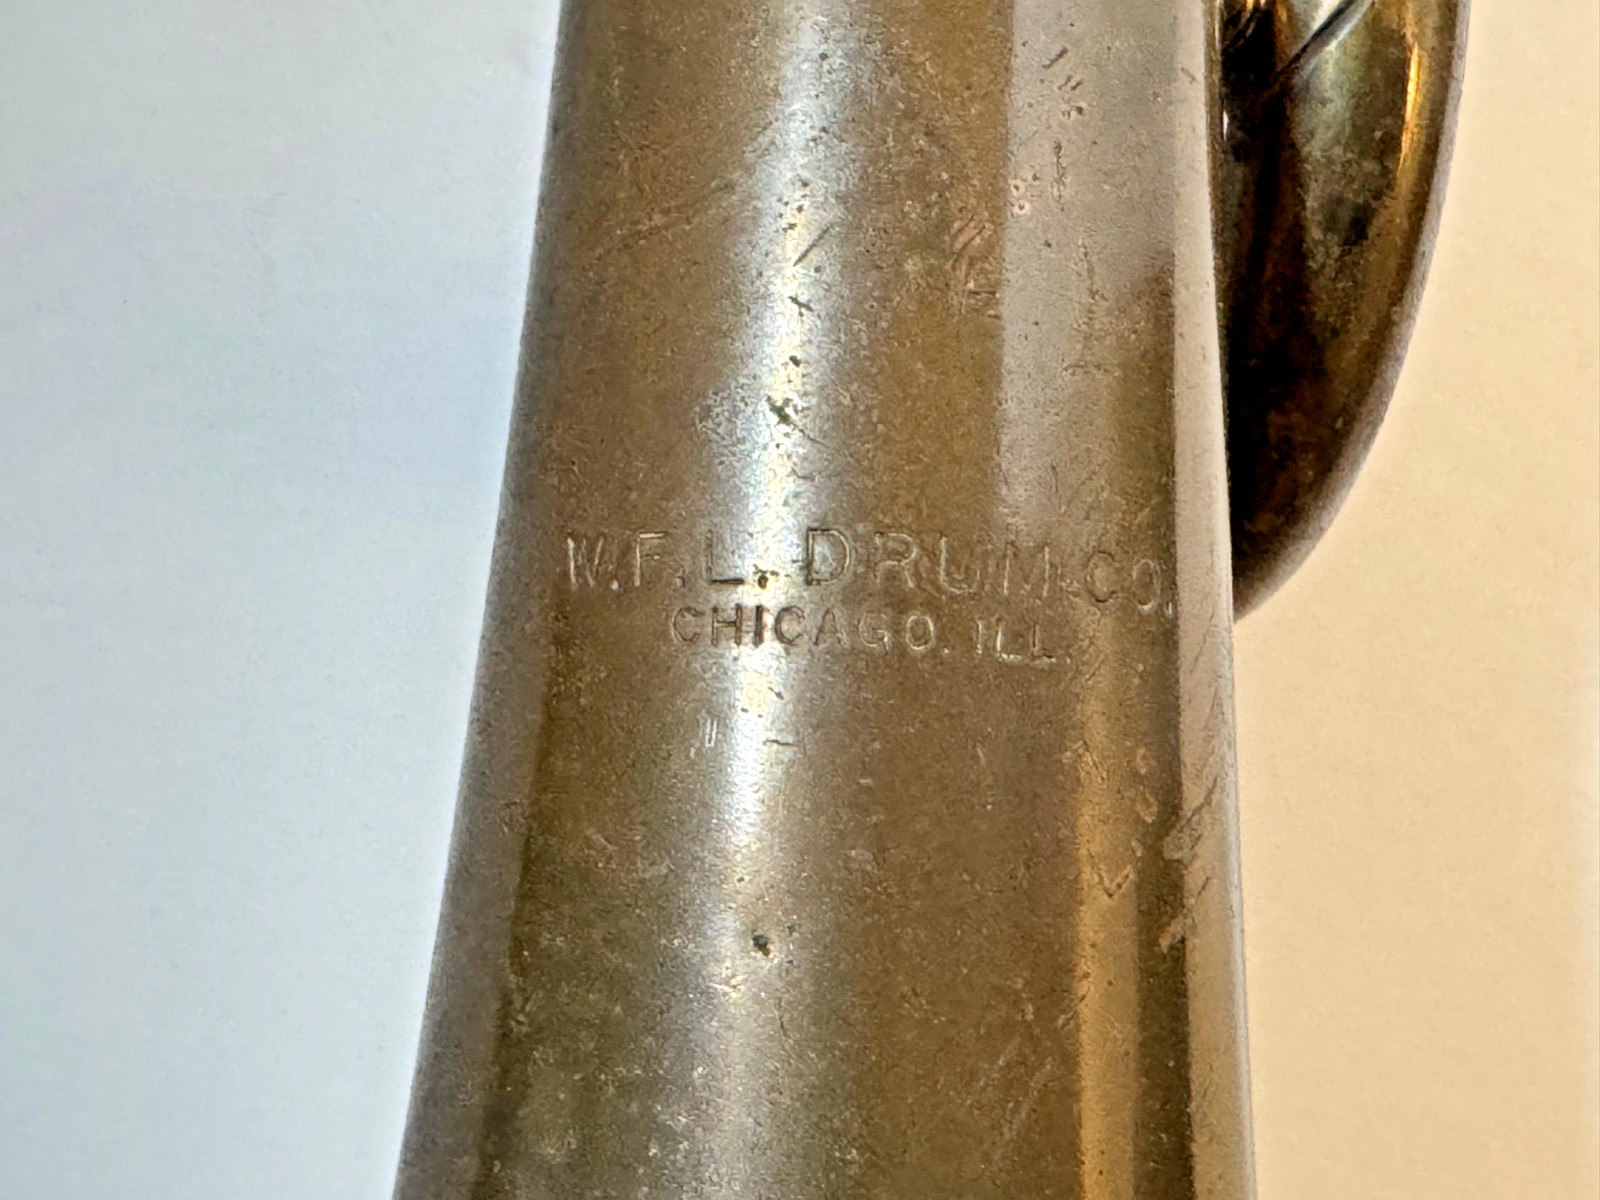 W.F.L. DRUM CO.
CHICAGO. ILL.